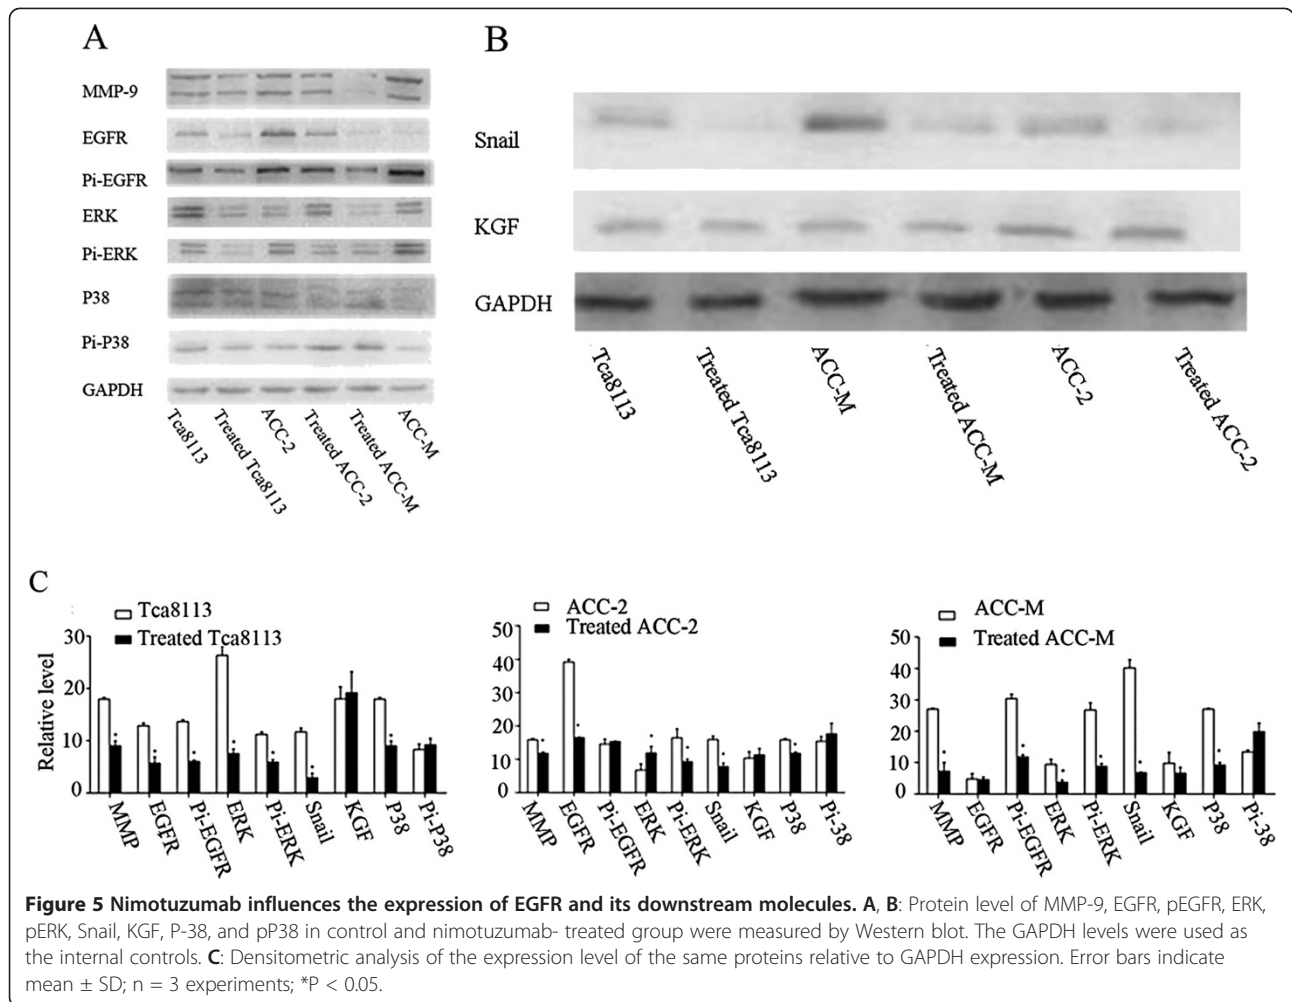 A
MMP-9
EGFR
Pi-EGFR
ERK
Pi-ERK
P38
Pi-P38
GAPDH
Tca8113
Treated Tca8113
ACC-2
Treated ACC-2
Treated ACC-M
ACC-M
B
Snail
KGF
GAPDH
Tca8113
Treated Tca8113
ACC-M
Treated ACC-M
ACC-2
Treated ACC-2
C
Tca8113
Treated Tca8113
Relative level
30
20
10
0
MMP
EGFR
Pi-EGFR
ERK
Pi-ERK
Snail
KGF
P38
Pi-P38
ACC-2
Treated ACC-2
50
40
30
20
10
0
MMP
EGFR
Pi-EGFR
ERK
Pi-ERK
Snail
KGF
P38
Pi-38
ACC-M
Treated ACC-M
50
40
30
20
10
0
MMP
EGFR
Pi-EGFR
ERK
Pi-ERK
Snail
KGF
P38
Pi-38
Figure 5 Nimotuzumab influences the expression of EGFR and its downstream molecules. A, B: Protein level of MMP-9, EGFR, pEGFR, ERK,
pERK, Snail, KGF, P-38, and pP38 in control and nimotuzumab- treated group were measured by Western blot. The GAPDH levels were used as
the internal controls. C: Densitometric analysis of the expression level of the same proteins relative to GAPDH expression. Error bars indicate
mean ± SD; n = 3 experiments; *P < 0.05.